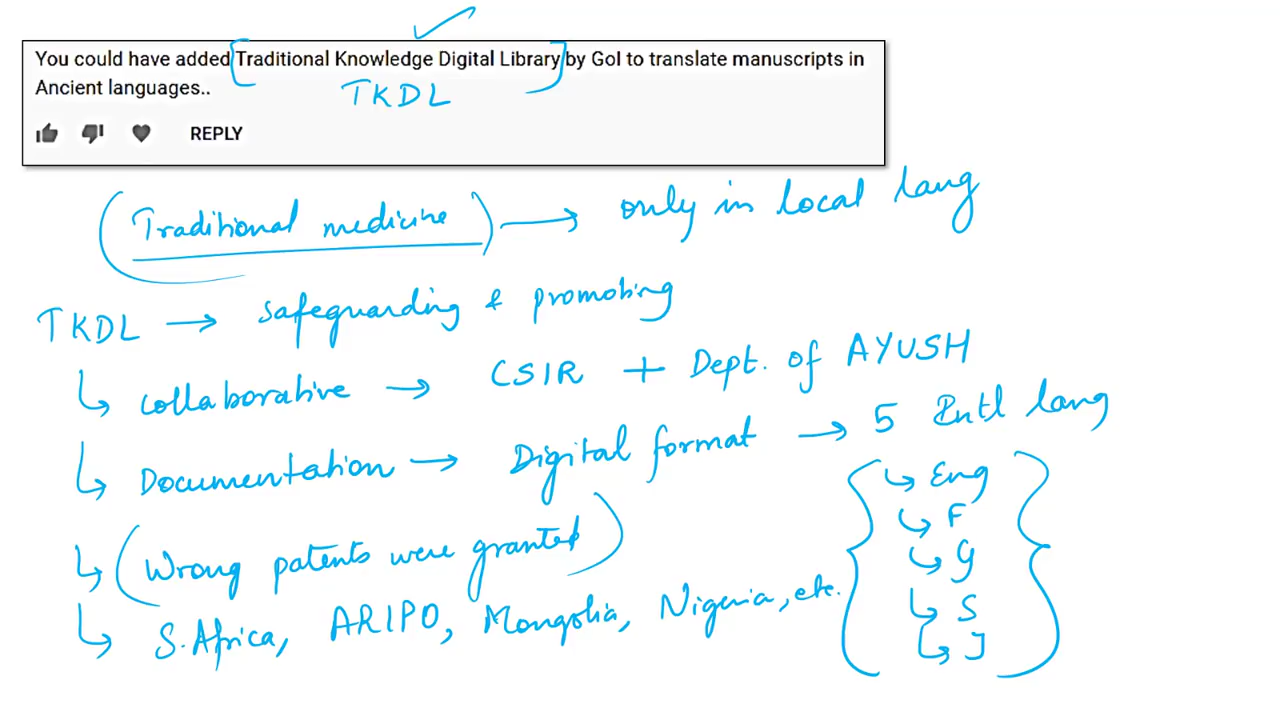 You could have added Traditional Knowledge Digital Library by GoI to translate manuscripts in
Ancient languages..
TKDL
REPLY
Traditional medicine → only in local lang
TKDL → Safeguarding & promoting
↳ Collaborative → CSIR + Dept. of AYUSH
↳ Documentation → Digital format → 5 Intl lang
↳ Eng
↳ F
↳ G
↳ S
↳ J
↳ (Wrong patents were granted)
↳ S. Africa, ARIPO, Mongolia, Nigeria, etc.